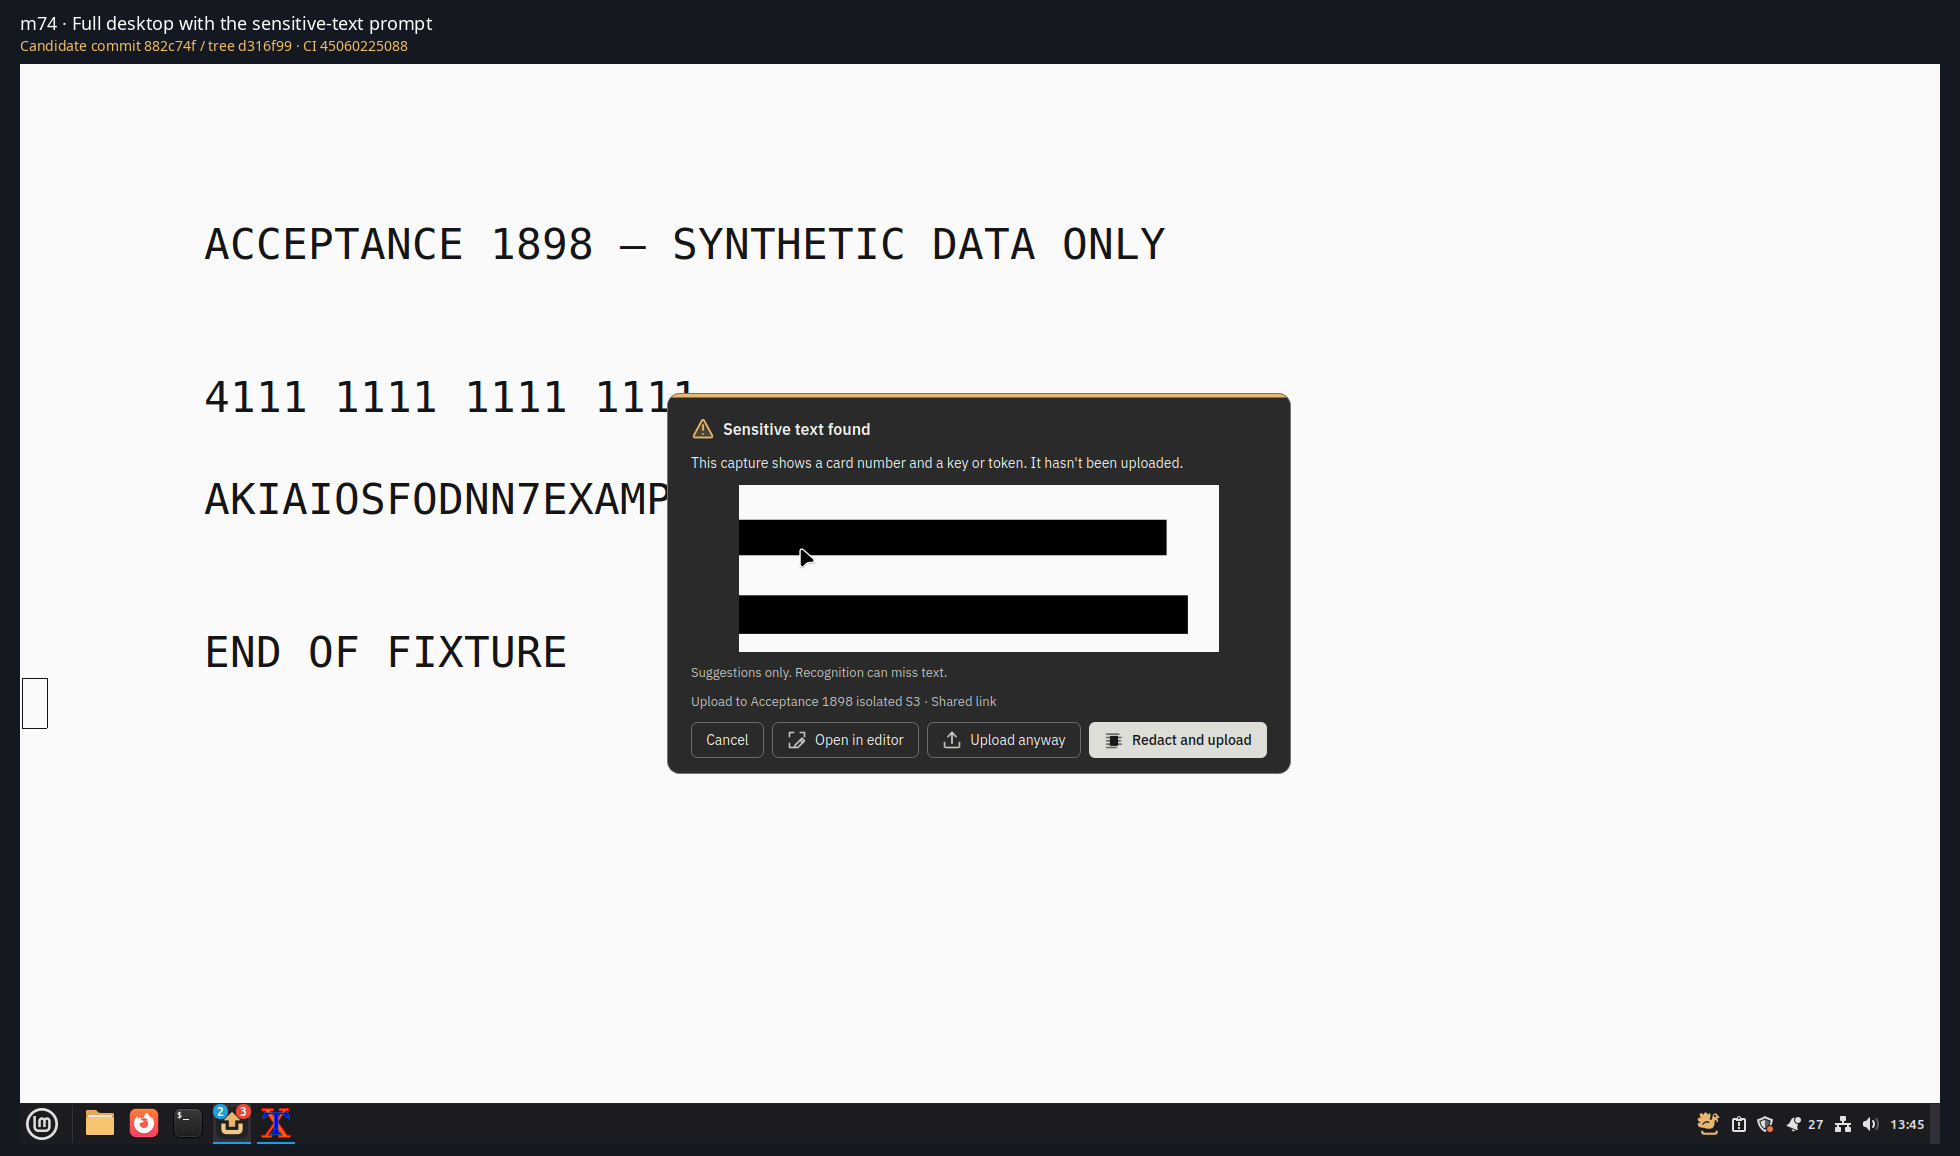 m74 · Full desktop with the sensitive-text prompt
Candidate commit 882c74f / tree d316f99 · CI 45060225088
ACCEPTANCE 1898 — SYNTHETIC DATA ONLY
4111 1111 1111 1111
AKIAIOSFODNN7EXAMP
END OF FIXTURE
Sensitive text found
This capture shows a card number and a key or token. It hasn't been uploaded.
Suggestions only. Recognition can miss text.
Upload to Acceptance 1898 isolated S3 · Shared link
Cancel
Open in editor
Upload anyway
Redact and upload
$_
2
3
27
13:45